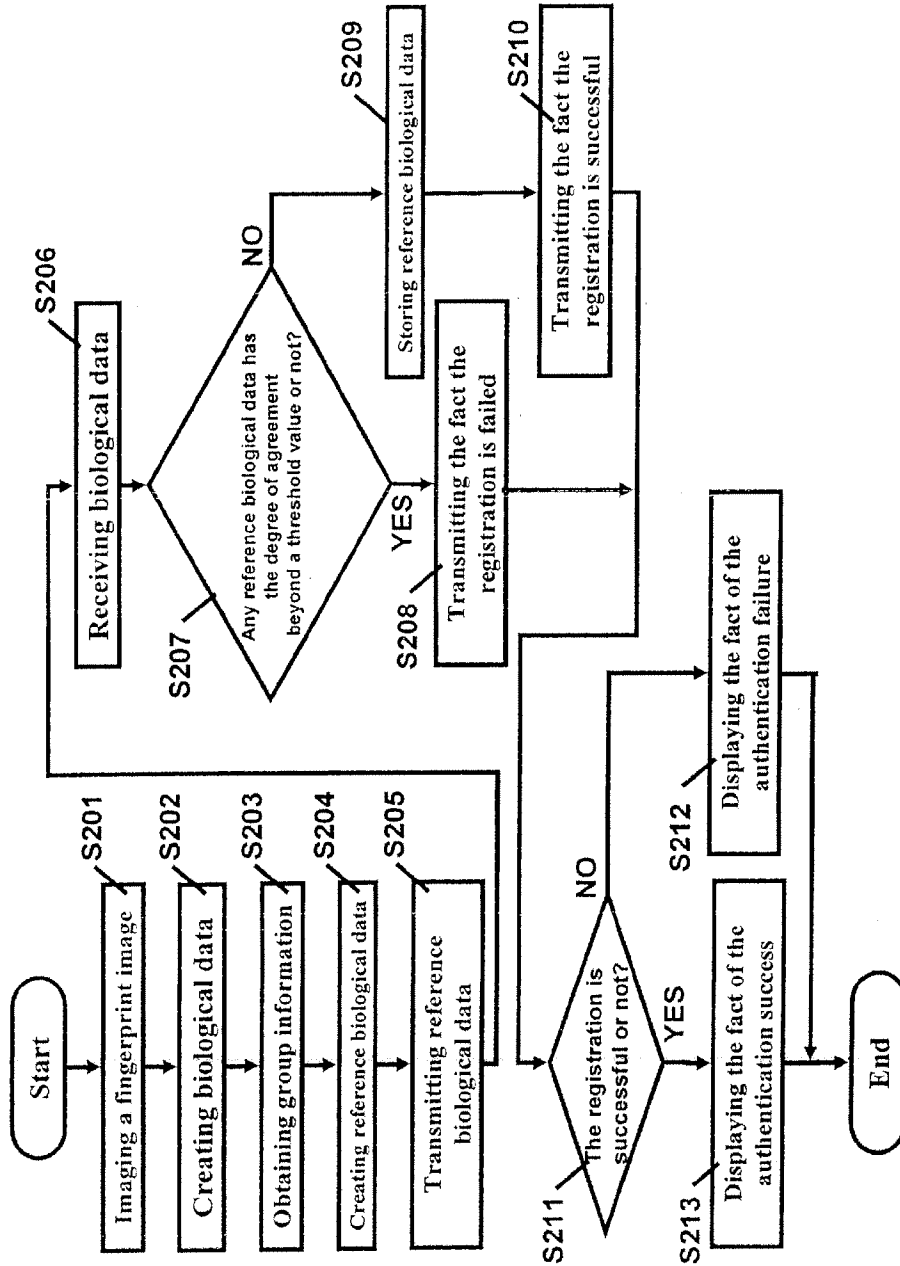 Start
S201
Imaging a fingerprint image
S202
Creating biological data
S203
Obtaining group information
S204
Creating reference biological data
S205
Transmitting reference
biological data
S206
Receiving biological data
S207
Any reference biological data has
the degree of agreement
beyond a threshold value or not?
NO
YES
S208
Transmitting the fact the
registration is failed
S209
Storing reference biological data
S210
Transmitting the fact the
registration is successful
S211
The registration is
successful or not?
NO
YES
S212
Displaying the fact of the
authentication failure
S213
Displaying the fact of the
authentication success
End